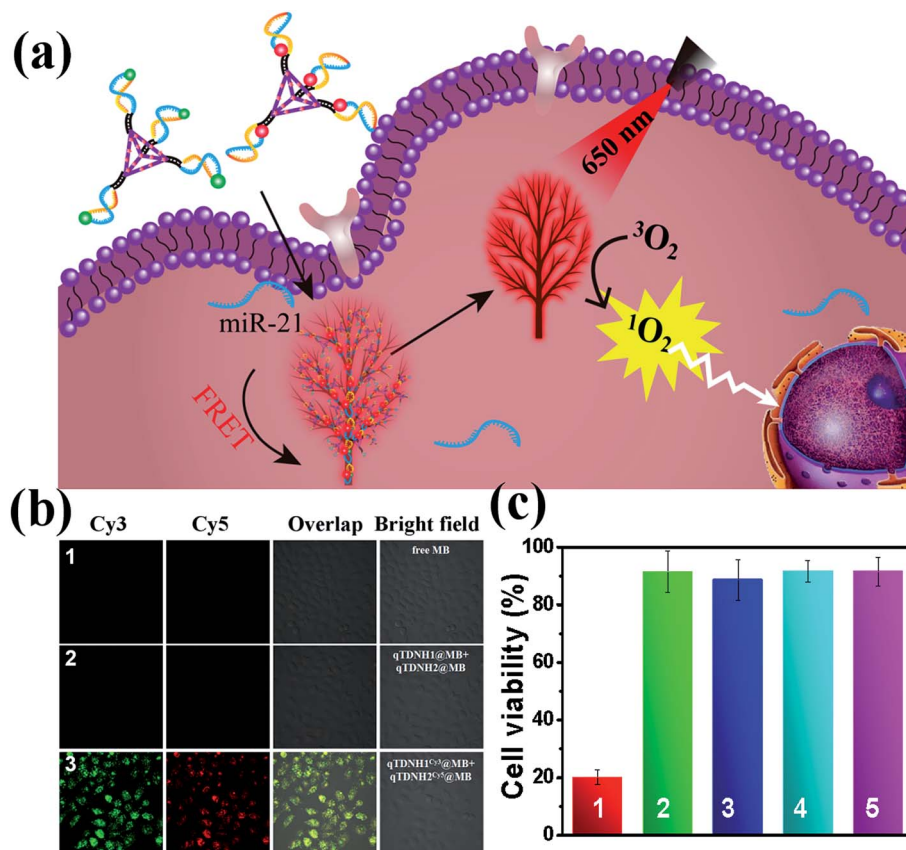 (a)
650 nm
³O₂
¹O₂
miR-21
FRET
(b)
Cy3 Cy5 Overlap Bright field
1
free MB
2
qTDNH1@MB+
qTDNH2@MB
3
qTDNH1ᶜʸ³@MB+
qTDNH2ᶜʸ⁵@MB
(c)
Cell viability (%)
100
80
60
40
20
0
1 2 3 4 5